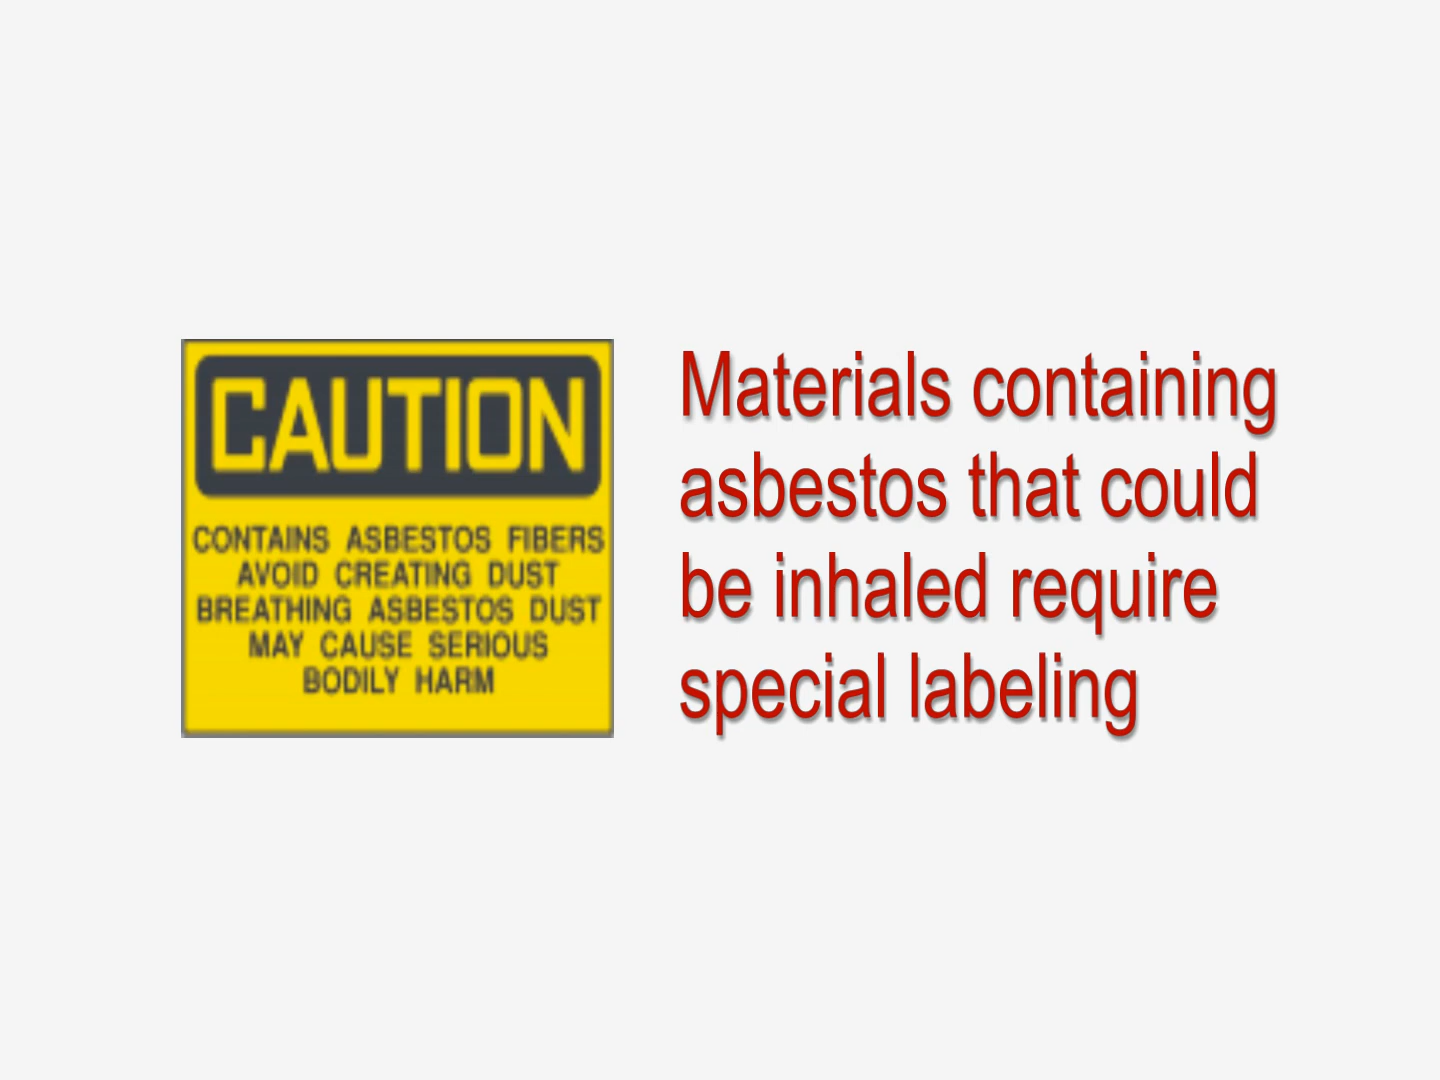 CAUTION
CONTAINS ASBESTOS FIBERS
AVOID CREATING DUST
BREATHING ASBESTOS DUST
MAY CAUSE SERIOUS
BODILY HARM
Materials containing
asbestos that could
be inhaled require
special labeling